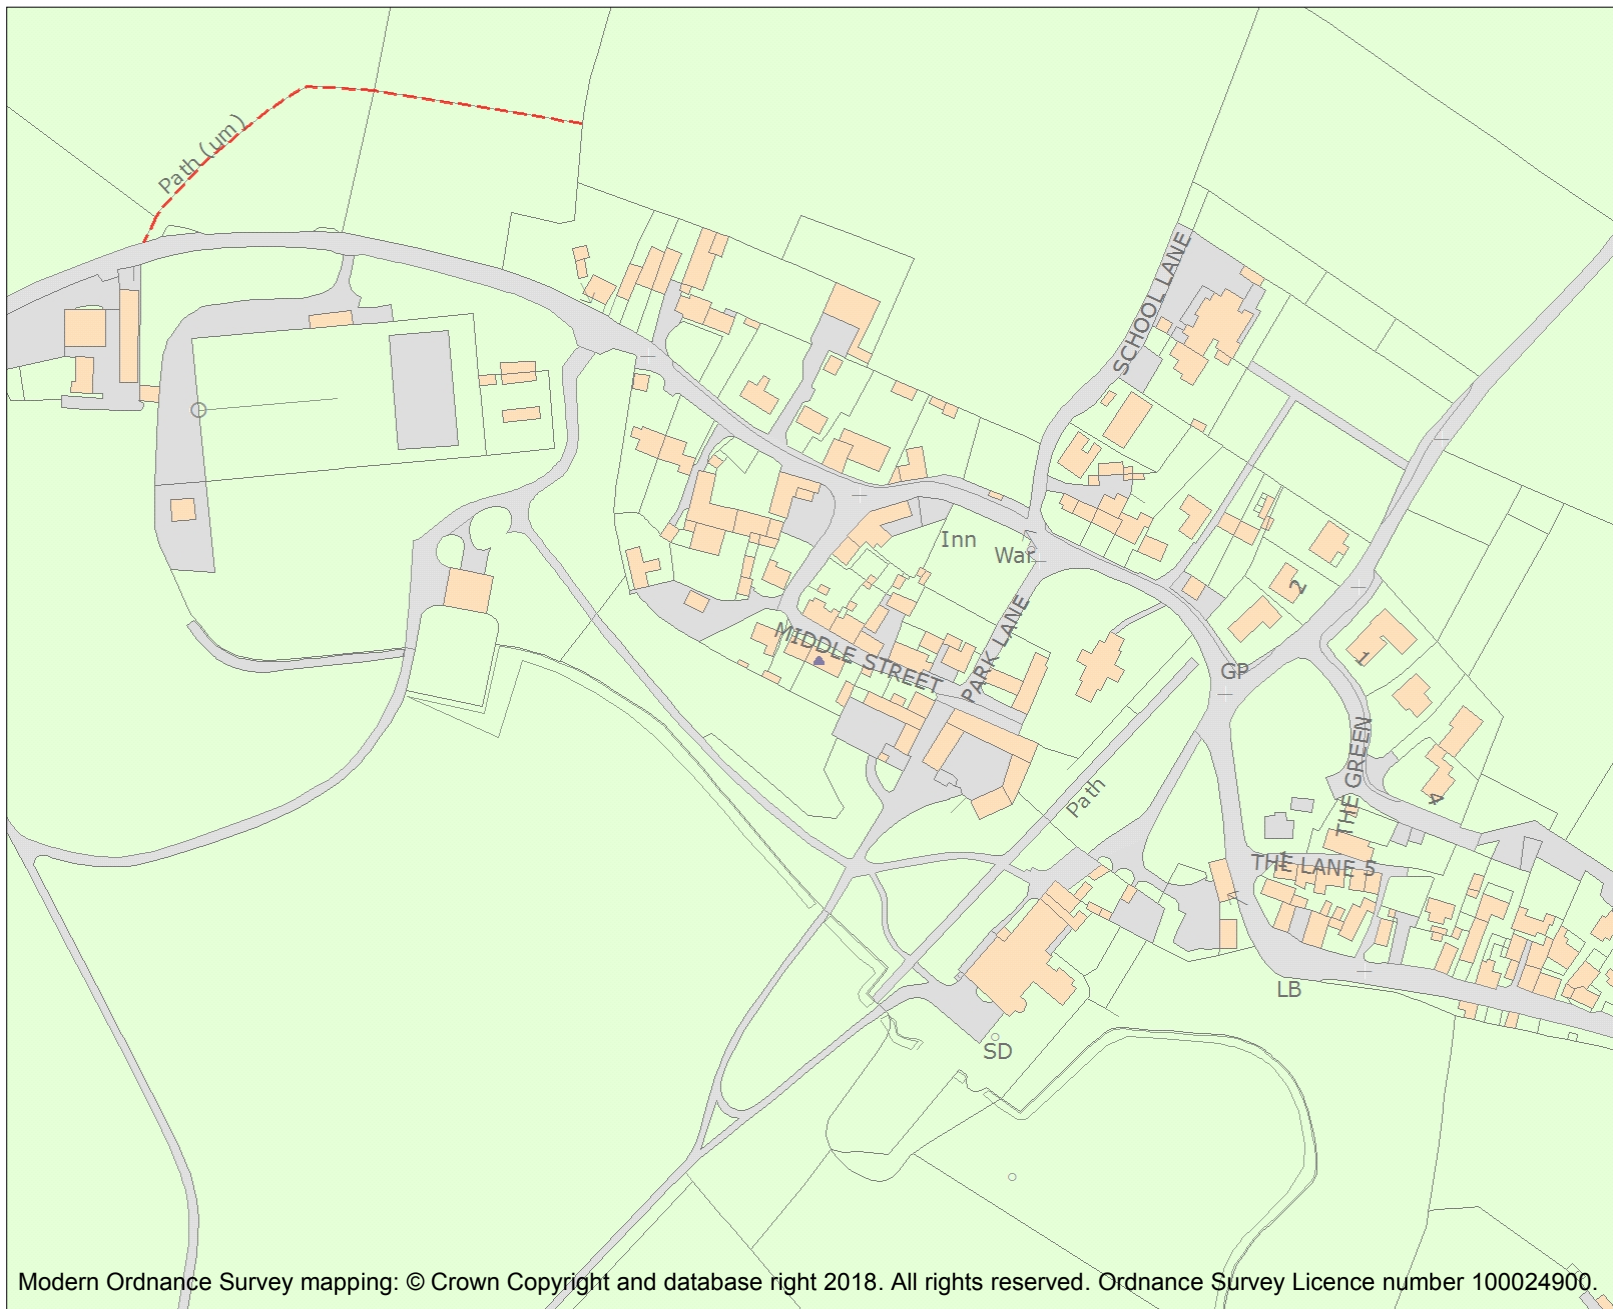 Path (um)
SCHOOL LANE
Inn
War
2
PARK LANE
MIDDLE STREET
1
GP
THE GREEN
Path
4
1
THE LANE 5
LB
SD
Modern Ordnance Survey mapping: © Crown Copyright and database right 2018. All rights reserved. Ordnance Survey Licence number 100024900.